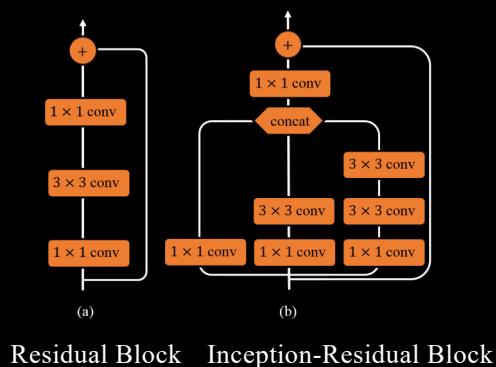 +
1 × 1 conv
3 × 3 conv
1 × 1 conv
(a)
+
1 × 1 conv
concat
3 × 3 conv
3 × 3 conv
3 × 3 conv
1 × 1 conv
1 × 1 conv
1 × 1 conv
(b)
Residual Block
Inception-Residual Block